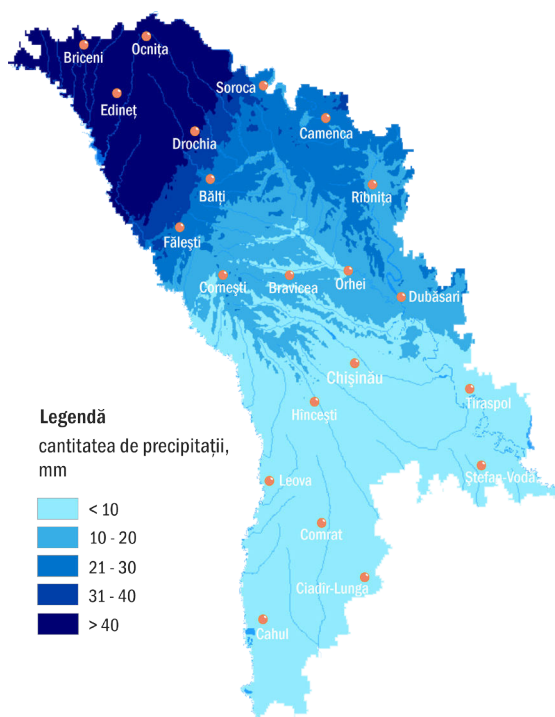 Ocnița
Briceni
Soroca
Edineț
Camenca
Drochia
Bălți
Rîbnița
Fălești
Cornești
Bravicea
Orhei
Dubăsari
Chișinău
Tiraspol
Hîncești
Legendă
cantitatea de precipitații,
mm
Ștefan-Vodă
Leova
< 10
10 - 20
Comrat
21 - 30
Ciadîr-Lunga
31 - 40
> 40
Cahul